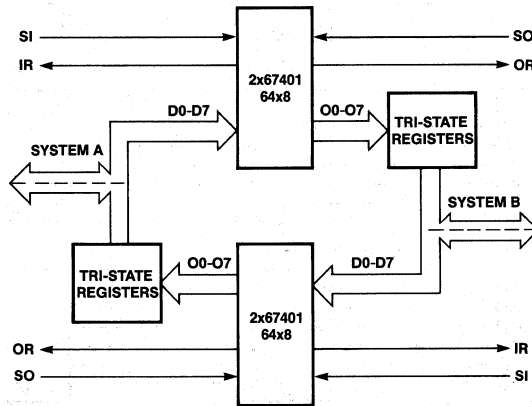 SI
SO
IR
OR
2x67401
64x8
D0-D7
O0-O7
TRI-STATE
REGISTERS
SYSTEM A
SYSTEM B
TRI-STATE
REGISTERS
O0-O7
D0-D7
2x67401
64x8
OR
IR
SO
SI